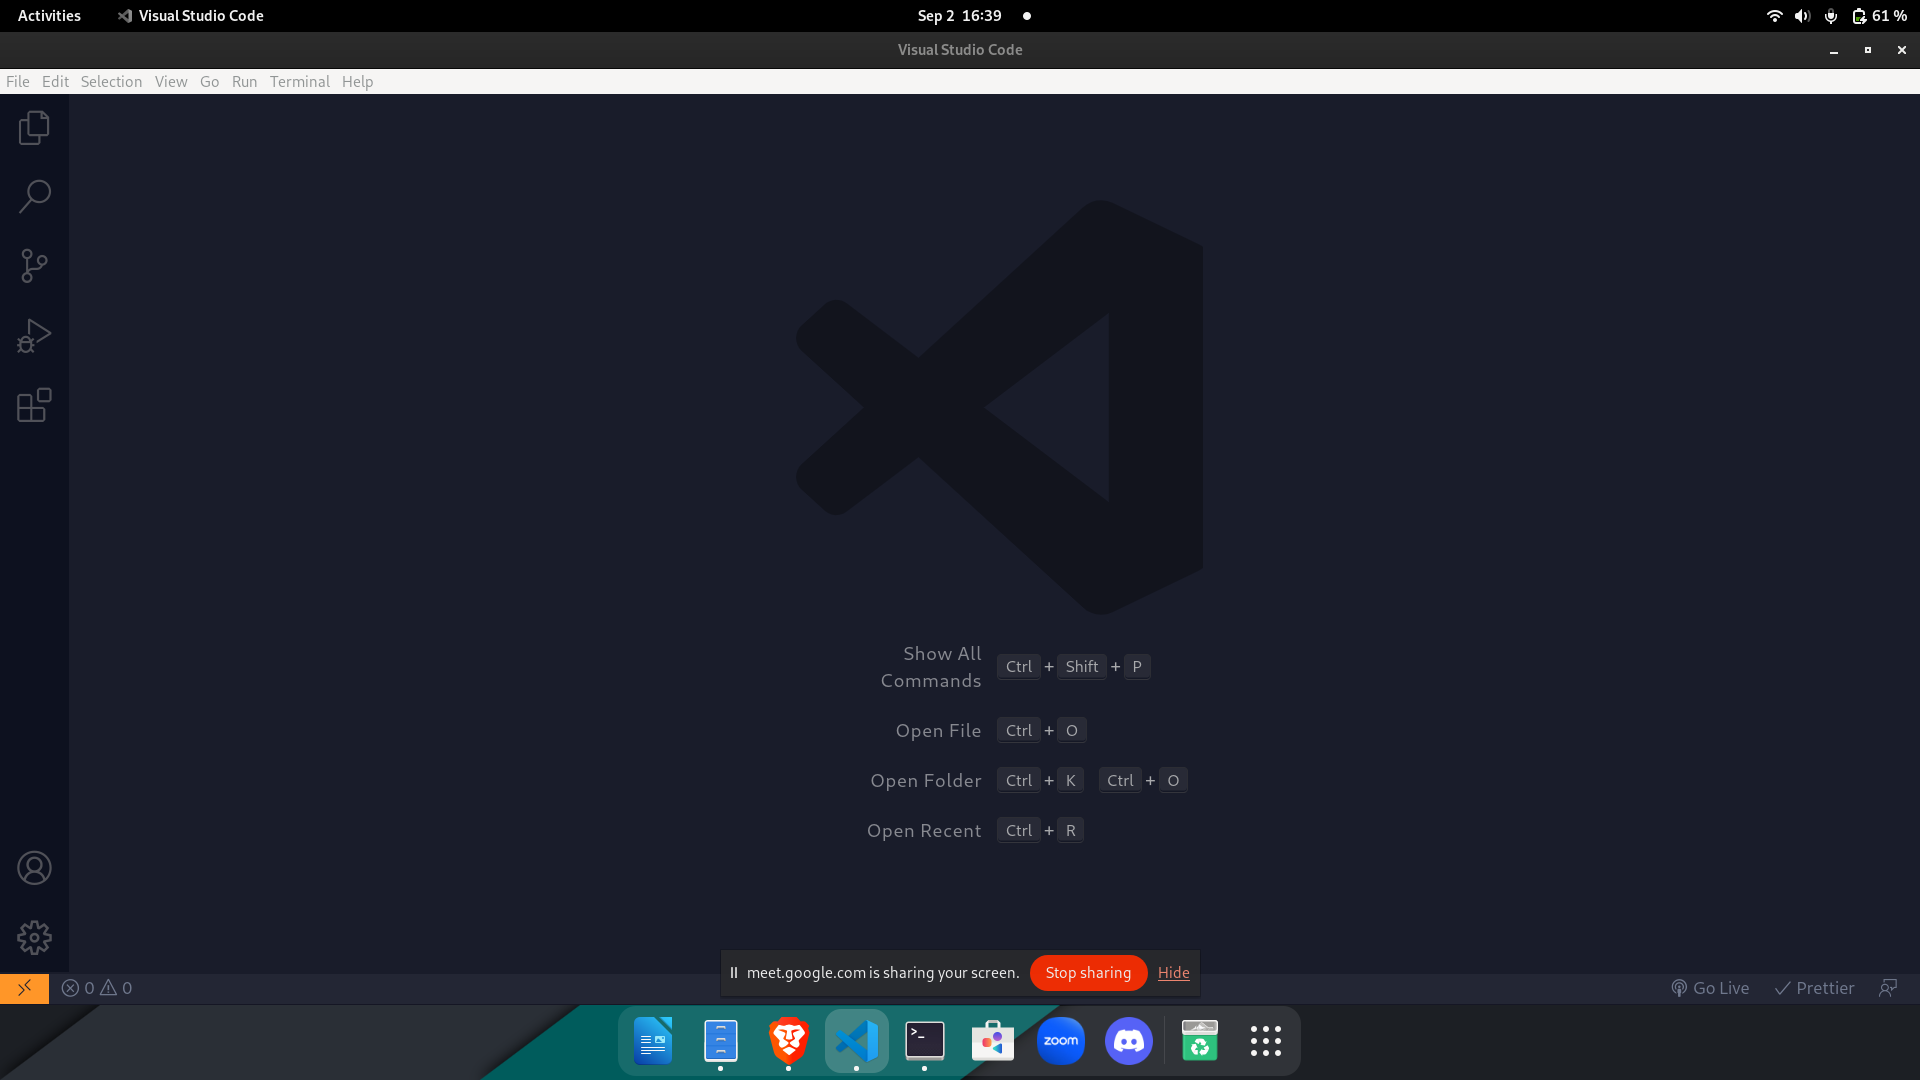 Activities Visual Studio Code Sep 2 16:39 61 %
Visual Studio Code
File Edit Selection View Go Run Terminal Help
Show All
Commands Ctrl + Shift + P
Open File Ctrl + O
Open Folder Ctrl + K Ctrl + O
Open Recent Ctrl + R
meet.google.com is sharing your screen. Stop sharing Hide
0 0 Go Live Prettier
>_
zoom